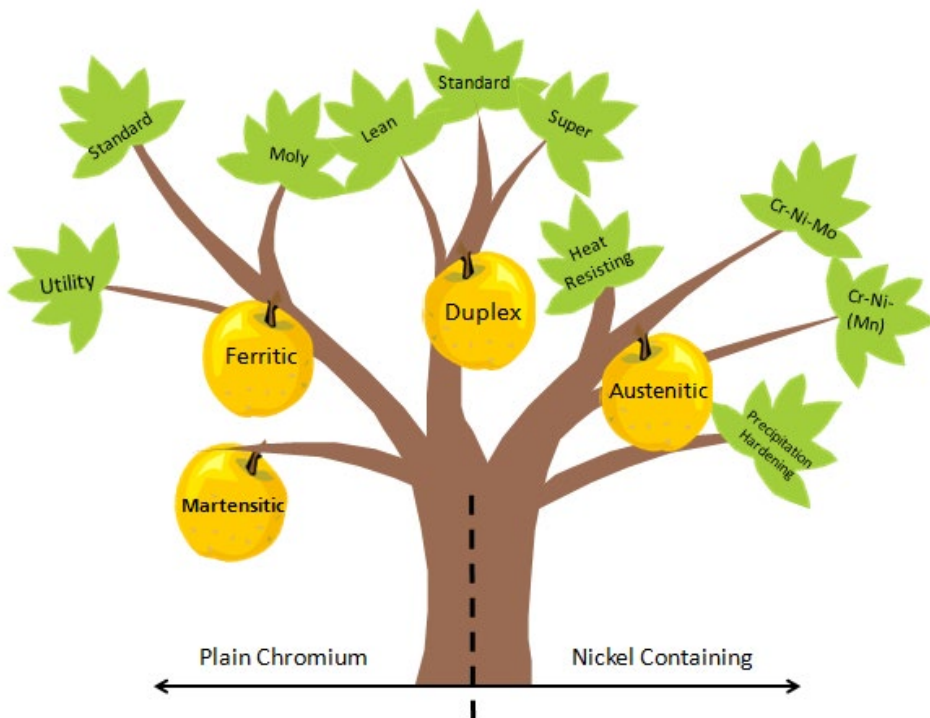 Standard
Utility
Moly
Lean
Standard
Super
Heat
Resisting
Cr-Ni-Mo
Cr-Ni-
(Mn)
Precipitation
Hardening
Ferritic
Duplex
Austenitic
Martensitic
Plain Chromium
Nickel Containing